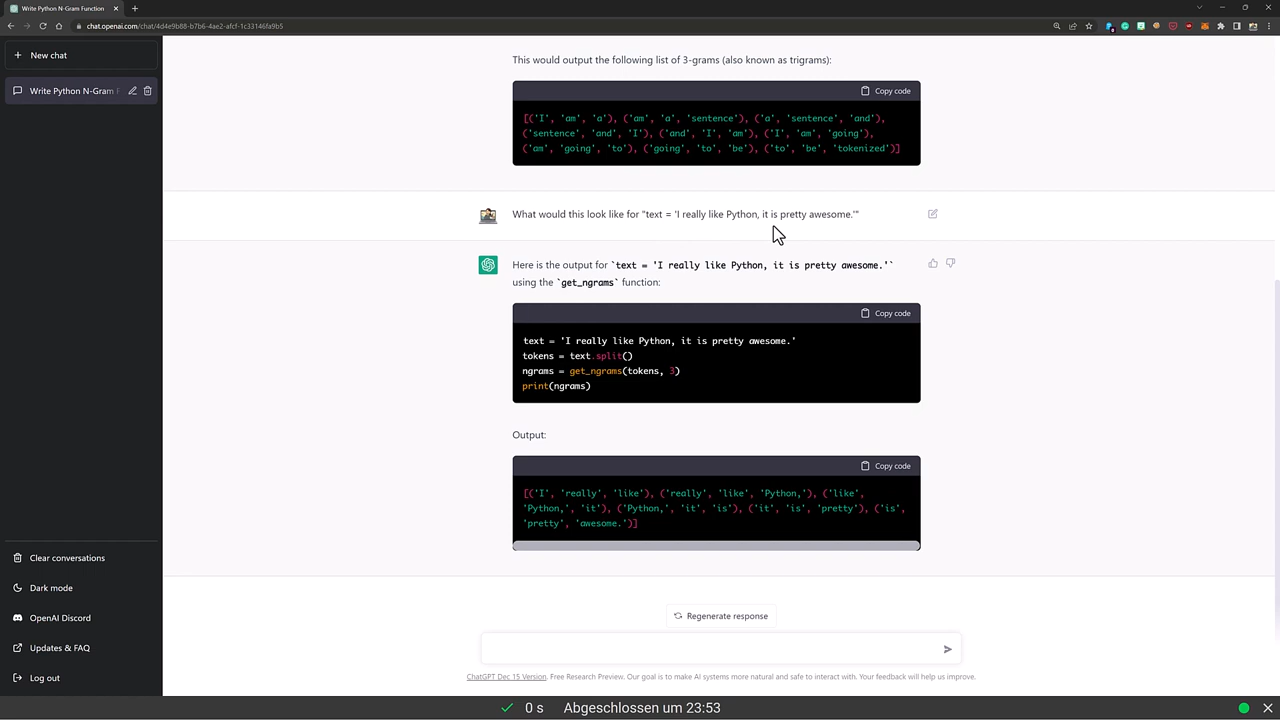 Write Python N-Gram Function
chat.openai.com/chat/4d4e9b88-b7b6-4ae2-afcf-1c33146fa9b5
New chat
Write Python N-Gram F
Clear conversations
Dark mode
OpenAI Discord
Updates & FAQ
Log out
This would output the following list of 3-grams (also known as trigrams):
Copy code
[('I', 'am', 'a'), ('am', 'a', 'sentence'), ('a', 'sentence', 'and'),
('sentence', 'and', 'I'), ('and', 'I', 'am'), ('I', 'am', 'going'),
('am', 'going', 'to'), ('going', 'to', 'be'), ('to', 'be', 'tokenized')]
What would this look like for "text = 'I really like Python, it is pretty awesome.'"
Here is the output for `text = 'I really like Python, it is pretty awesome.'`
using the `get_ngrams` function:
Copy code
text = 'I really like Python, it is pretty awesome.'
tokens = text.split()
ngrams = get_ngrams(tokens, 3)
print(ngrams)
Output:
Copy code
[('I', 'really', 'like'), ('really', 'like', 'Python,'), ('like',
'Python,', 'it'), ('Python,', 'it', 'is'), ('it', 'is', 'pretty'), ('is',
'pretty', 'awesome.')]
Regenerate response
ChatGPT Dec 15 Version. Free Research Preview. Our goal is to make AI systems more natural and safe to interact with. Your feedback will help us improve.
0 s Abgeschlossen um 23:53